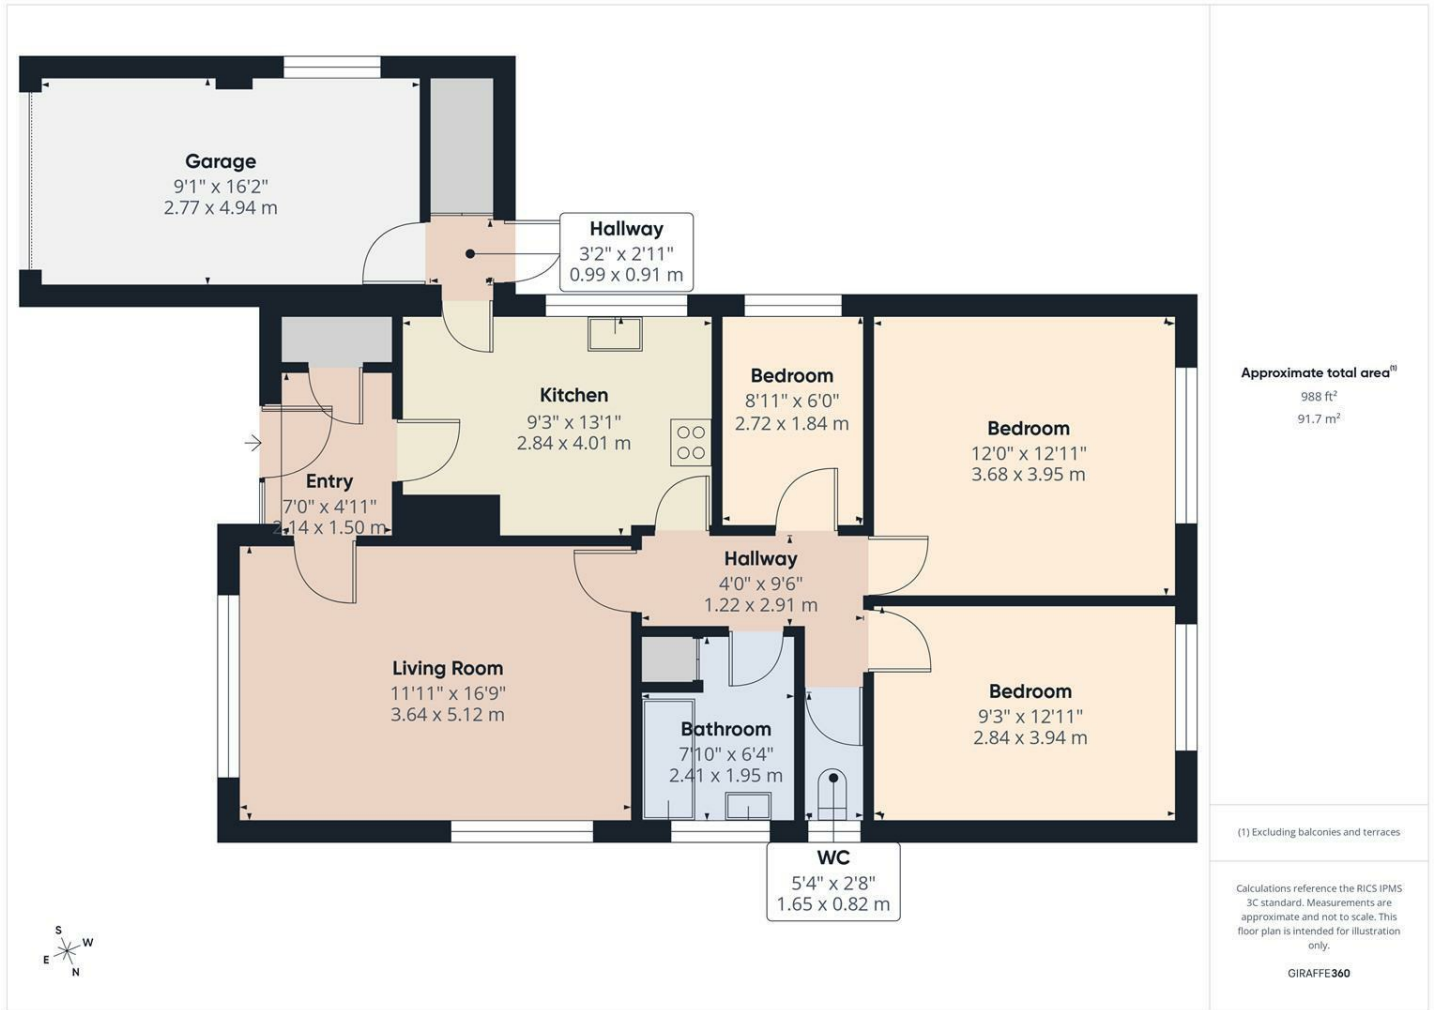 Garage
9'1" x 16'2"
2.77 x 4.94 m
Hallway
3'2" x 2'11"
0.99 x 0.91 m
Kitchen
9'3" x 13'1"
2.84 x 4.01 m
Bedroom
8'11" x 6'0"
2.72 x 1.84 m
Bedroom
12'0" x 12'11"
3.68 x 3.95 m
Entry
7'0" x 4'11"
2.14 x 1.50 m
Hallway
4'0" x 9'6"
1.22 x 2.91 m
Living Room
11'11" x 16'9"
3.64 x 5.12 m
Bathroom
7'10" x 6'4"
2.41 x 1.95 m
Bedroom
9'3" x 12'11"
2.84 x 3.94 m
WC
5'4" x 2'8"
1.65 x 0.82 m
S
W
E
N
Approximate total area(1)
988 ft²
91.7 m²
(1) Excluding balconies and terraces
Calculations reference the RICS IPMS
3C standard. Measurements are
approximate and not to scale. This
floor plan is intended for illustration
only.
GIRAFFE360